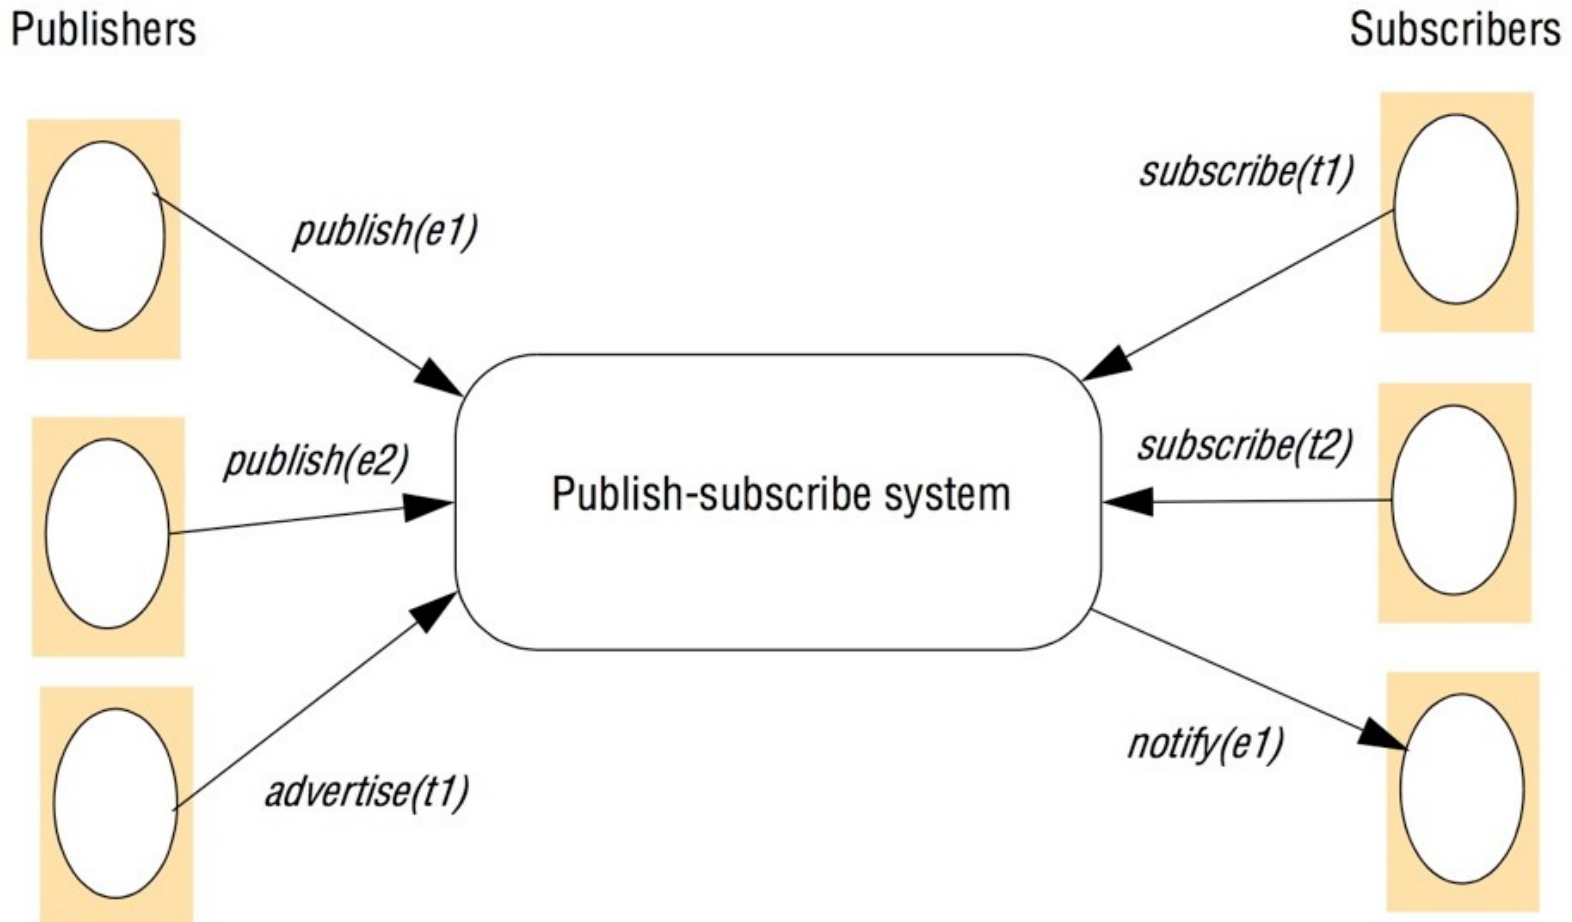 Publishers
Subscribers
subscribe(t1)
publish(e1)
subscribe(t2)
publish(e2)
Publish-subscribe system
notify(e1)
advertise(t1)